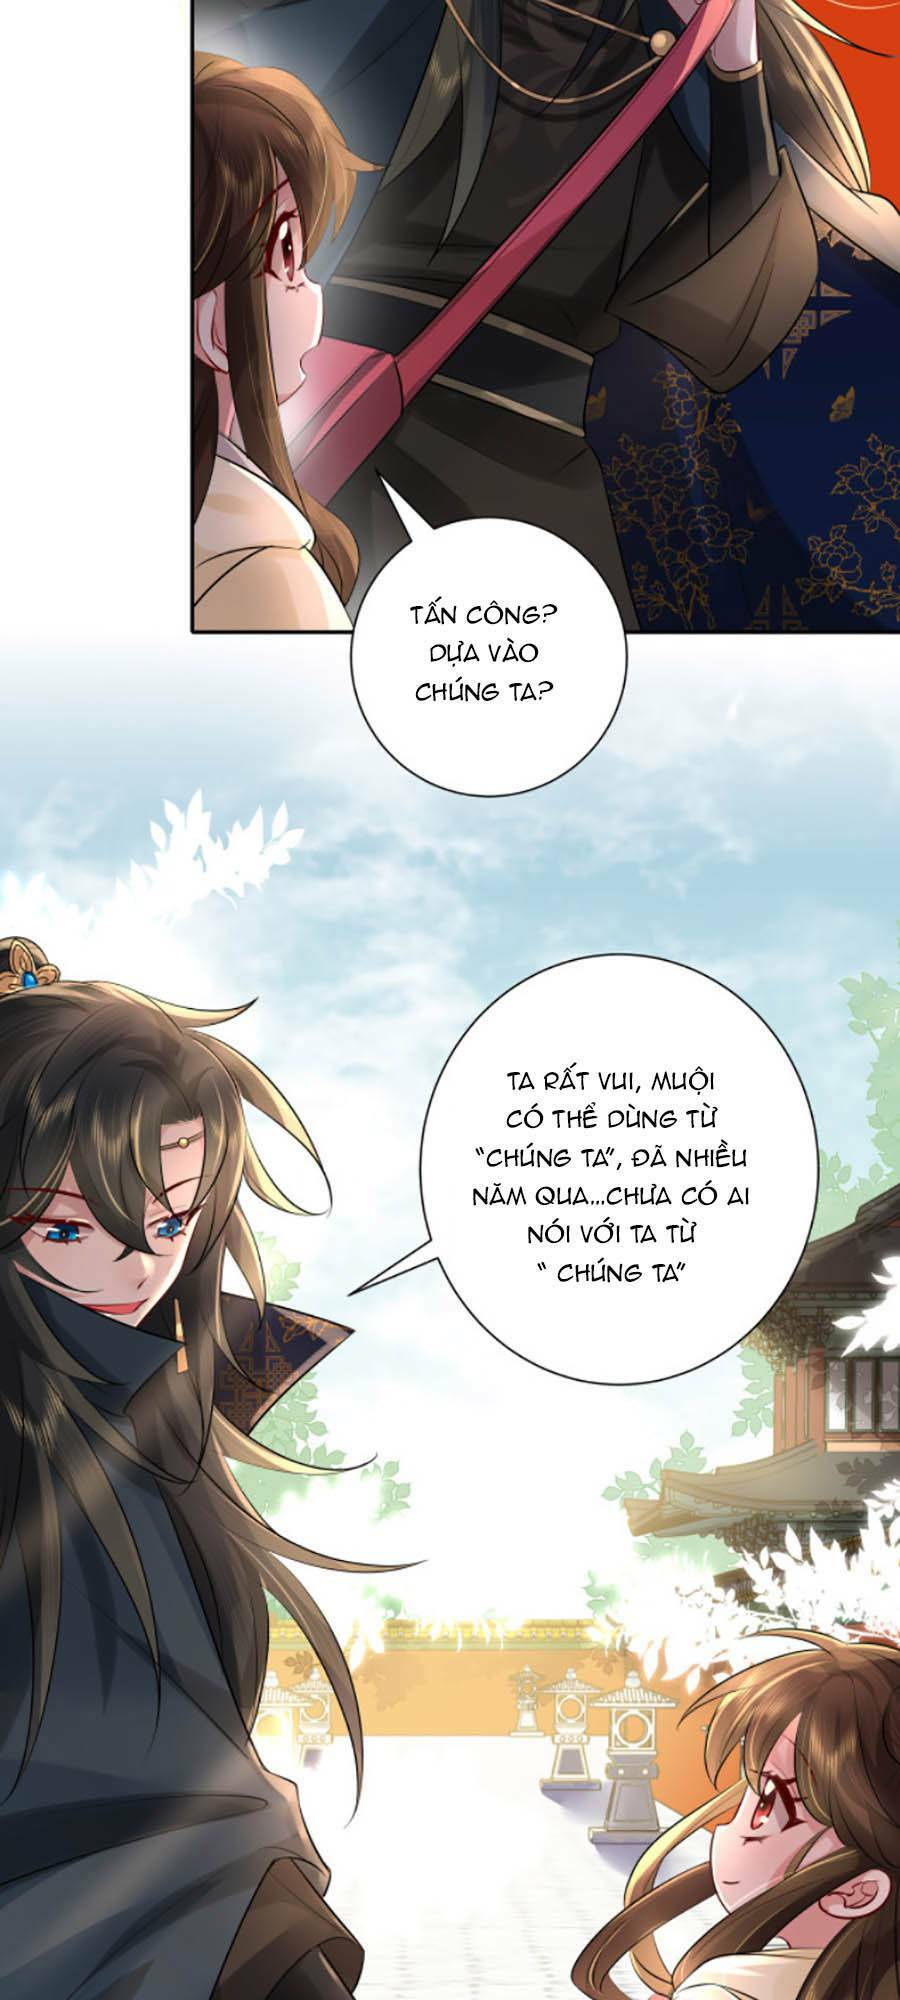 TẤN CÔNG?
DỰA VÀO
CHÚNG TA?
TA RẤT VUI, MUỘI
CÓ THỂ DÙNG TỪ
“CHÚNG TA”, ĐÃ NHIỀU
NĂM QUA...CHƯA CÓ AI
NÓI VỚI TA TỪ
“ CHÚNG TA”